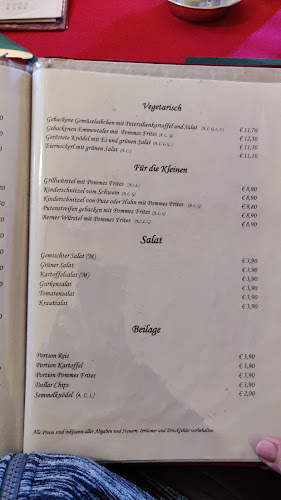 Vegetarisch
Gebackene Gemüselaibchen mit Petersilienkartoffel und Salat (A, C, G, L, O) € 11,70
Gebackenen Emmentaler mit Pommes Frites (A, C, G) € 11,50
Geröstete Knödel mit Ei und grünen Salat (A, C, G, L) € 11,50
Eiernockerl mit grünen Salat (A, C) € 11,50
Für die Kleinen
Grillwürstel mit Pommes Frites € 8,90
Kinderschnitzel vom Schwein (A, C, G) € 8,90
Kinderschnitzel von Pute oder Huhn mit Pommes Frites (A, C, G) € 8,90
Putenstreifen gebacken mit Pommes Frites (A, C, G) € 8,80
Berner Würstel mit Pommes Frites € 8,90
Salat
Gemischter Salat (M) € 3,90
Grüner Salat € 3,90
Kartoffelsalat (M) € 3,90
Gurkensalat € 3,90
Tomatensalat € 3,90
Krautsalat € 3,90
Beilage
Portion Reis € 3,90
Portion Kartoffel € 3,90
Portion Pommes Frites € 3,90
Dollar Chips € 3,90
Semmelknödel € 2,00
Alle Preise sind inklusive aller Abgaben und Steuern. Irrtümer und Druckfehler vorbehalten